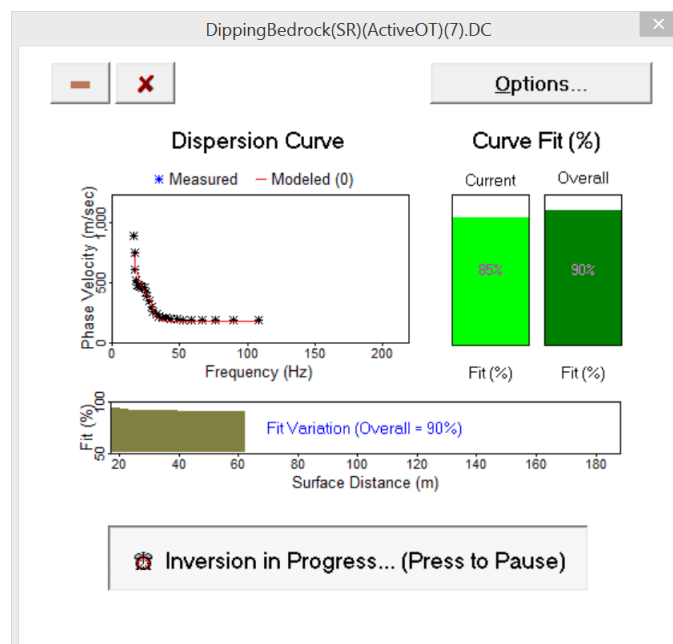 DippingBedrock(SR)(ActiveOT)(7).DC
Options...
Dispersion Curve
Curve Fit (%)
Measured
Modeled (0)
Current
Overall
Phase Velocity (m/sec)
1,000
500
0
85%
90%
0
50
100
150
200
Frequency (Hz)
Fit (%)
Fit (%)
Fit (%)
100
50
Fit Variation (Overall = 90%)
20
40
60
80
100
120
140
160
180
Surface Distance (m)
Inversion in Progress... (Press to Pause)